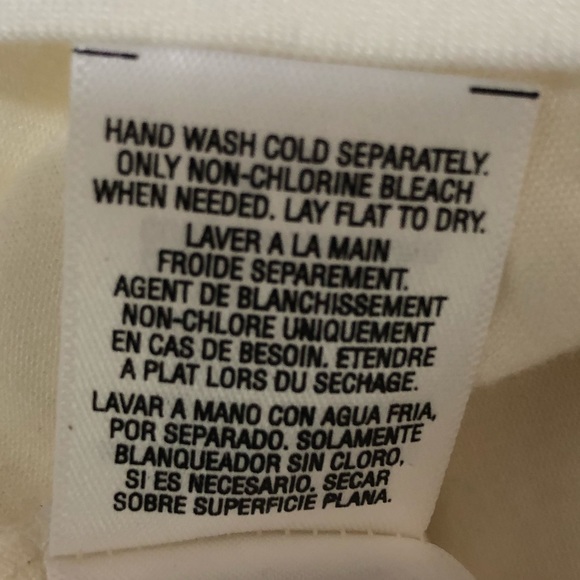 HAND WASH COLD SEPARATELY.
ONLY NON-CHLORINE BLEACH
WHEN NEEDED. LAY FLAT TO DRY.
LAVER A LA MAIN
FROIDE SEPAREMENT.
AGENT DE BLANCHISSEMENT
NON-CHLORE UNIQUEMENT
EN CAS DE BESOIN. ETENDRE
A PLAT LORS DU SECHAGE.
LAVAR A MANO CON AGUA FRIA,
POR SEPARADO. SOLAMENTE
BLANQUEADOR SIN CLORO,
SI ES NECESARIO. SECAR
SOBRE SUPERFICIE PLANA.